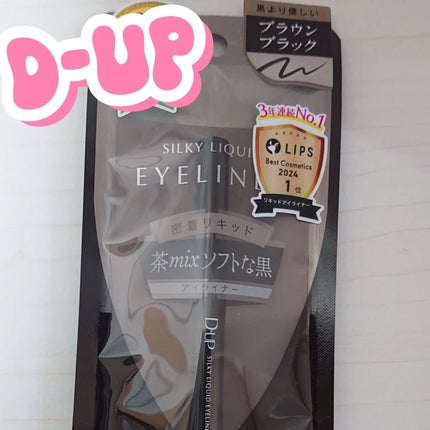 D-UP
黒より優しい
ブラウン
ブラック
3年連続No.1
LIPS
Best Cosmetics
2024
1位
リキッドアイライナー
SILKY LIQUID
EYELINE
密着リキッド
茶mixソフトな黒
アイライナー
D-UP SILKY LIQUID EYELINE